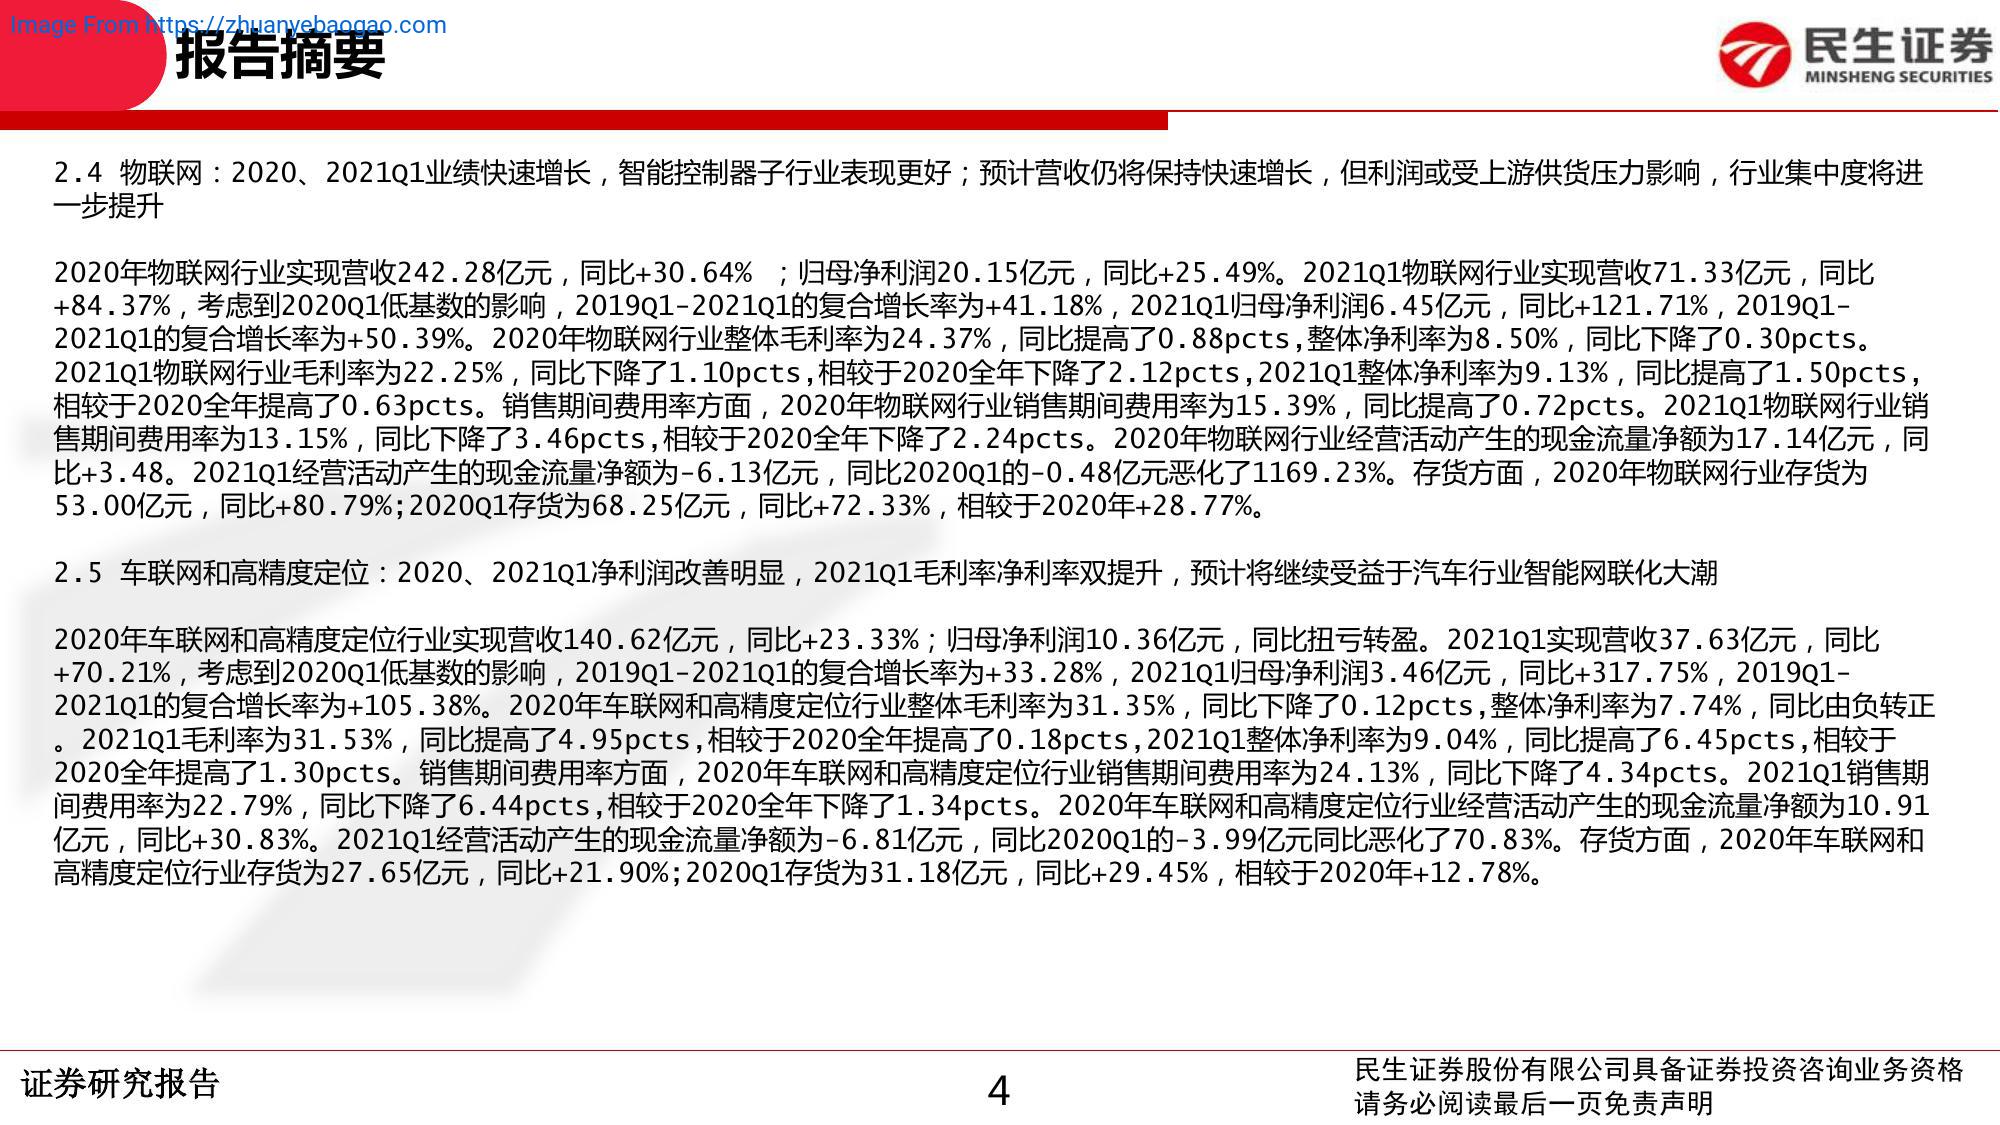 Image From https://zhuanyebaogao.com
报告摘要
民生证券
MINSHENG SECURITIES
2.4 物联网：2020、2021Q1业绩快速增长，智能控制器子行业表现更好；预计营收仍将保持快速增长，但利润或受上游供货压力影响，行业集中度将进
一步提升
2020年物联网行业实现营收242.28亿元，同比+30.64% ；归母净利润20.15亿元，同比+25.49%。2021Q1物联网行业实现营收71.33亿元，同比
+84.37%，考虑到2020Q1低基数的影响，2019Q1-2021Q1的复合增长率为+41.18%，2021Q1归母净利润6.45亿元，同比+121.71%，2019Q1-
2021Q1的复合增长率为+50.39%。2020年物联网行业整体毛利率为24.37%，同比提高了0.88pcts,整体净利率为8.50%，同比下降了0.30pcts。
2021Q1物联网行业毛利率为22.25%，同比下降了1.10pcts,相较于2020全年下降了2.12pcts,2021Q1整体净利率为9.13%，同比提高了1.50pcts,
相较于2020全年提高了0.63pcts。销售期间费用率方面，2020年物联网行业销售期间费用率为15.39%，同比提高了0.72pcts。2021Q1物联网行业销
售期间费用率为13.15%，同比下降了3.46pcts,相较于2020全年下降了2.24pcts。2020年物联网行业经营活动产生的现金流量净额为17.14亿元，同
比+3.48。2021Q1经营活动产生的现金流量净额为-6.13亿元，同比2020Q1的-0.48亿元恶化了1169.23%。存货方面，2020年物联网行业存货为
53.00亿元，同比+80.79%;2020Q1存货为68.25亿元，同比+72.33%，相较于2020年+28.77%。
2.5 车联网和高精度定位：2020、2021Q1净利润改善明显，2021Q1毛利率净利率双提升，预计将继续受益于汽车行业智能网联化大潮
2020年车联网和高精度定位行业实现营收140.62亿元，同比+23.33%；归母净利润10.36亿元，同比扭亏转盈。2021Q1实现营收37.63亿元，同比
+70.21%，考虑到2020Q1低基数的影响，2019Q1-2021Q1的复合增长率为+33.28%，2021Q1归母净利润3.46亿元，同比+317.75%，2019Q1-
2021Q1的复合增长率为+105.38%。2020年车联网和高精度定位行业整体毛利率为31.35%，同比下降了0.12pcts,整体净利率为7.74%，同比由负转正
。2021Q1毛利率为31.53%，同比提高了4.95pcts,相较于2020全年提高了0.18pcts,2021Q1整体净利率为9.04%，同比提高了6.45pcts,相较于
2020全年提高了1.30pcts。销售期间费用率方面，2020年车联网和高精度定位行业销售期间费用率为24.13%，同比下降了4.34pcts。2021Q1销售期
间费用率为22.79%，同比下降了6.44pcts,相较于2020全年下降了1.34pcts。2020年车联网和高精度定位行业经营活动产生的现金流量净额为10.91
亿元，同比+30.83%。2021Q1经营活动产生的现金流量净额为-6.81亿元，同比2020Q1的-3.99亿元同比恶化了70.83%。存货方面，2020年车联网和
高精度定位行业存货为27.65亿元，同比+21.90%;2020Q1存货为31.18亿元，同比+29.45%，相较于2020年+12.78%。
证券研究报告
4
民生证券股份有限公司具备证券投资咨询业务资格
请务必阅读最后一页免责声明